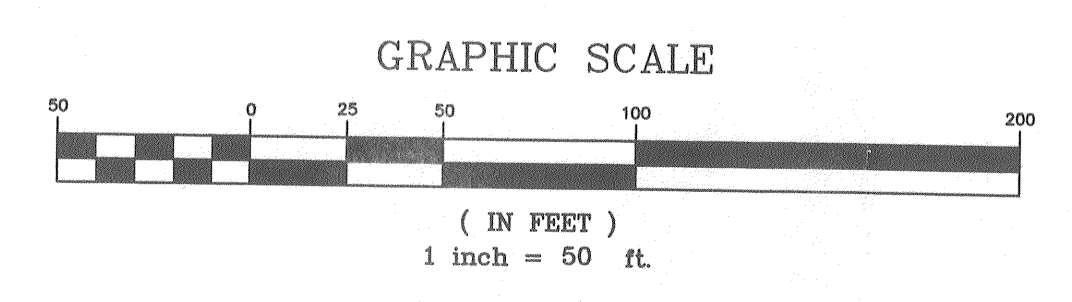 GRAPHIC SCALE
50 0 25 50 100 200
( IN FEET )
1 inch = 50 ft.